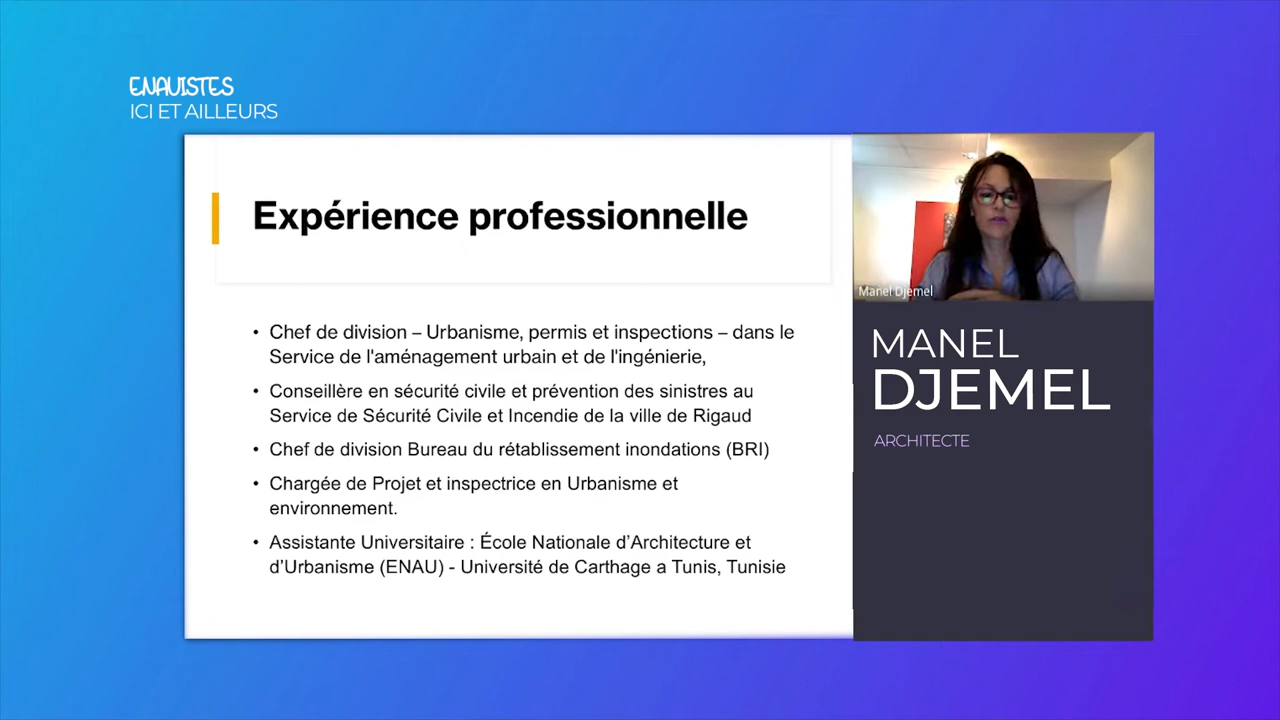 ENAUISTES
ICI ET AILLEURS
Expérience professionnelle
• Chef de division – Urbanisme, permis et inspections – dans le
Service de l'aménagement urbain et de l'ingénierie,
• Conseillère en sécurité civile et prévention des sinistres au
Service de Sécurité Civile et Incendie de la ville de Rigaud
• Chef de division Bureau du rétablissement inondations (BRI)
• Chargée de Projet et inspectrice en Urbanisme et
environnement.
• Assistante Universitaire : École Nationale d’Architecture et
d’Urbanisme (ENAU) - Université de Carthage a Tunis, Tunisie
Manel Djemel
MANEL
DJEMEL
ARCHITECTE